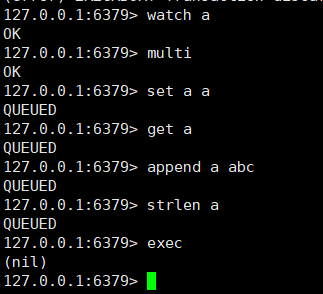 127.0.0.1:6379> watch a
OK
127.0.0.1:6379> multi
OK
127.0.0.1:6379> set a a
QUEUED
127.0.0.1:6379> get a
QUEUED
127.0.0.1:6379> append a abc
QUEUED
127.0.0.1:6379> strlen a
QUEUED
127.0.0.1:6379> exec
(nil)
127.0.0.1:6379>